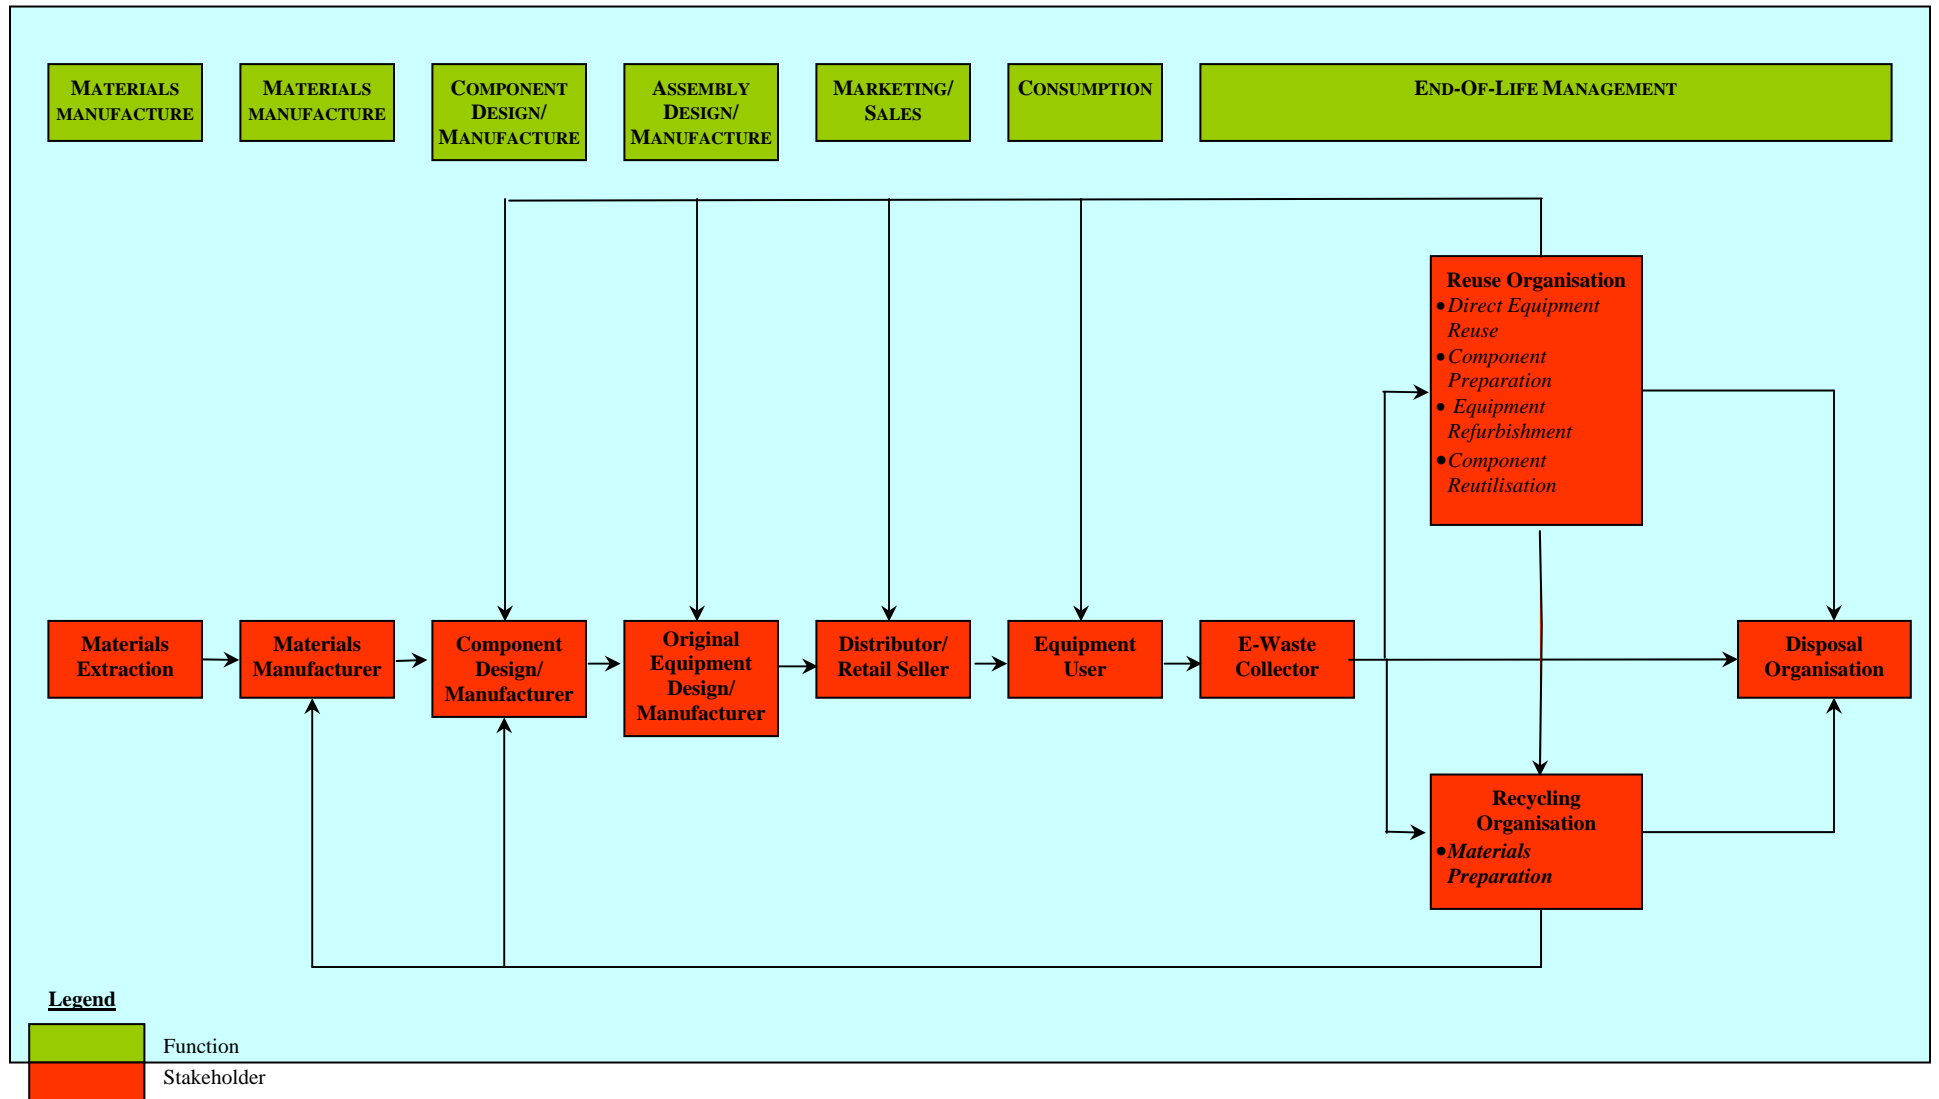 MATERIALS
MANUFACTURE
MATERIALS
MANUFACTURE
COMPONENT
DESIGN/
MANUFACTURE
ASSEMBLY
DESIGN/
MANUFACTURE
MARKETING/
SALES
CONSUMPTION
END-OF-LIFE MANAGEMENT
Reuse Organisation
•Direct Equipment
Reuse
•Component
Preparation
• Equipment
Refurbishment
•Component
Reutilisation
Materials
Extraction
Materials
Manufacturer
Component
Design/
Manufacturer
Original
Equipment
Design/
Manufacturer
Distributor/
Retail Seller
Equipment
User
E-Waste
Collector
Disposal
Organisation
Recycling
Organisation
•Materials
Preparation
Legend
Function
Stakeholder